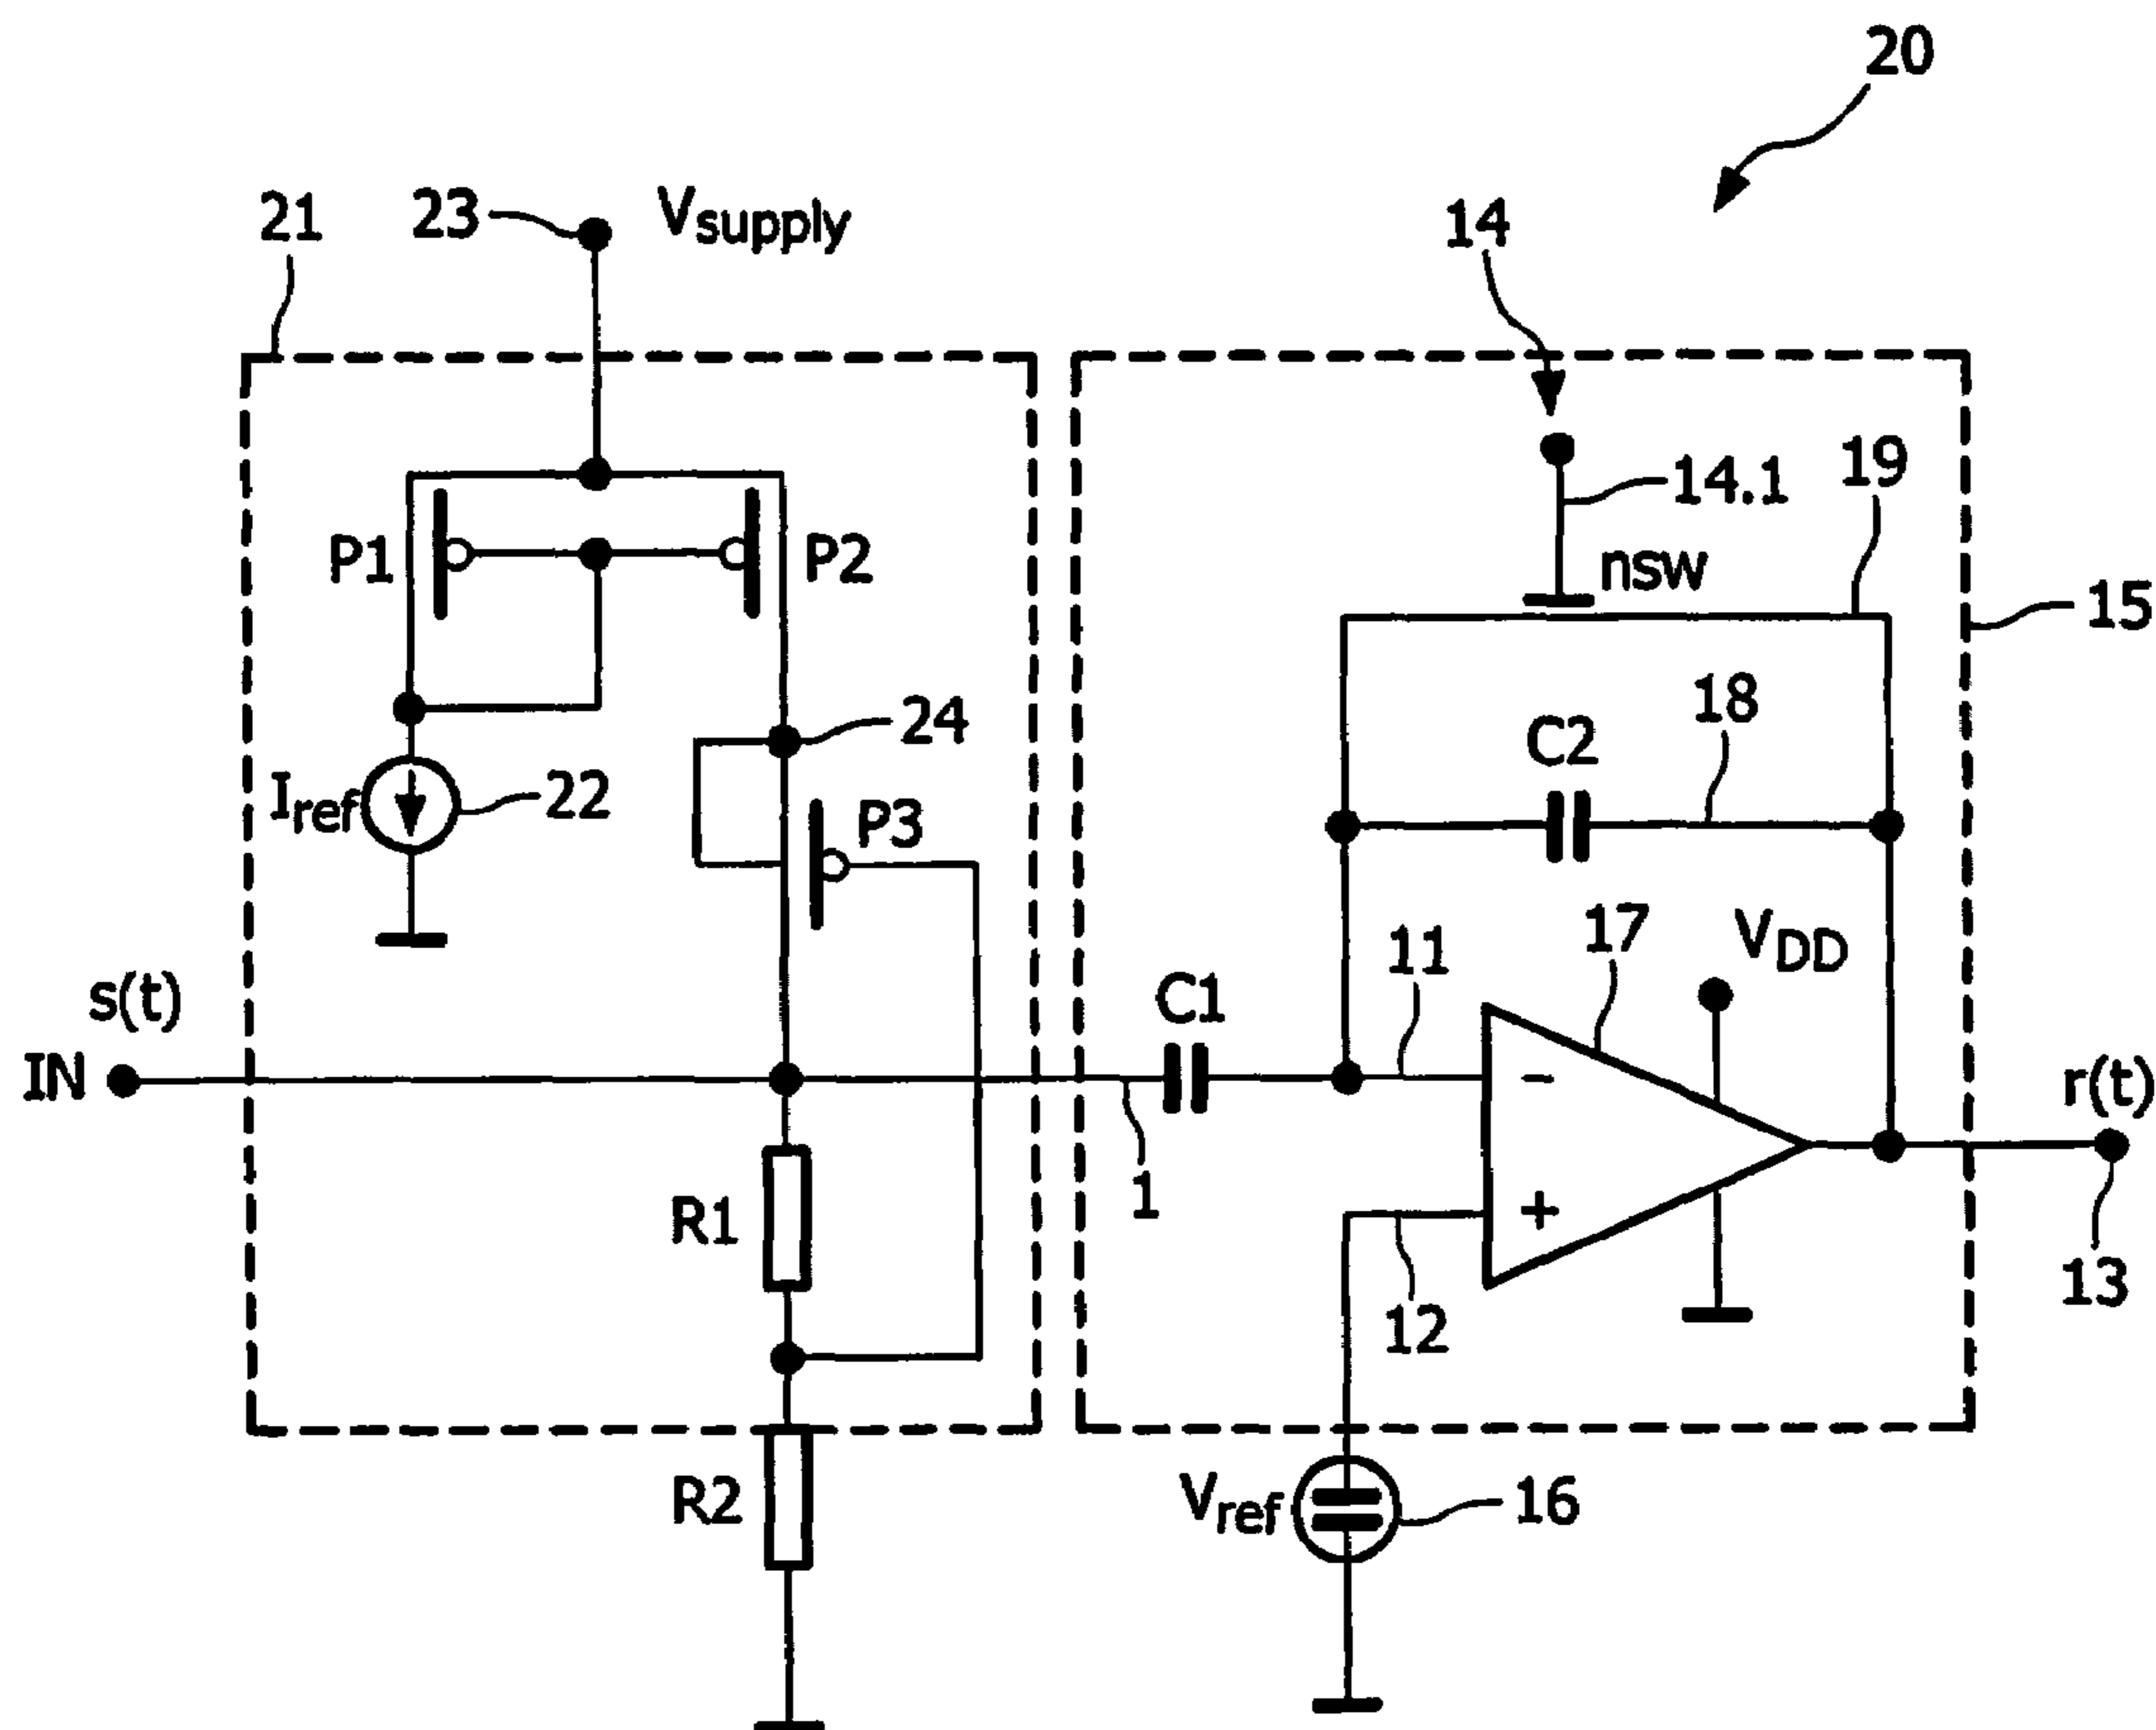 20
21
23
Vsupply
14
14.1
19
nsw
15
P1
P2
18
24
C2
Iref
22
P3
17
VDD
11
s(t)
C1
IN
r(t)
-
1
R1
+
12
13
R2
Vref
16